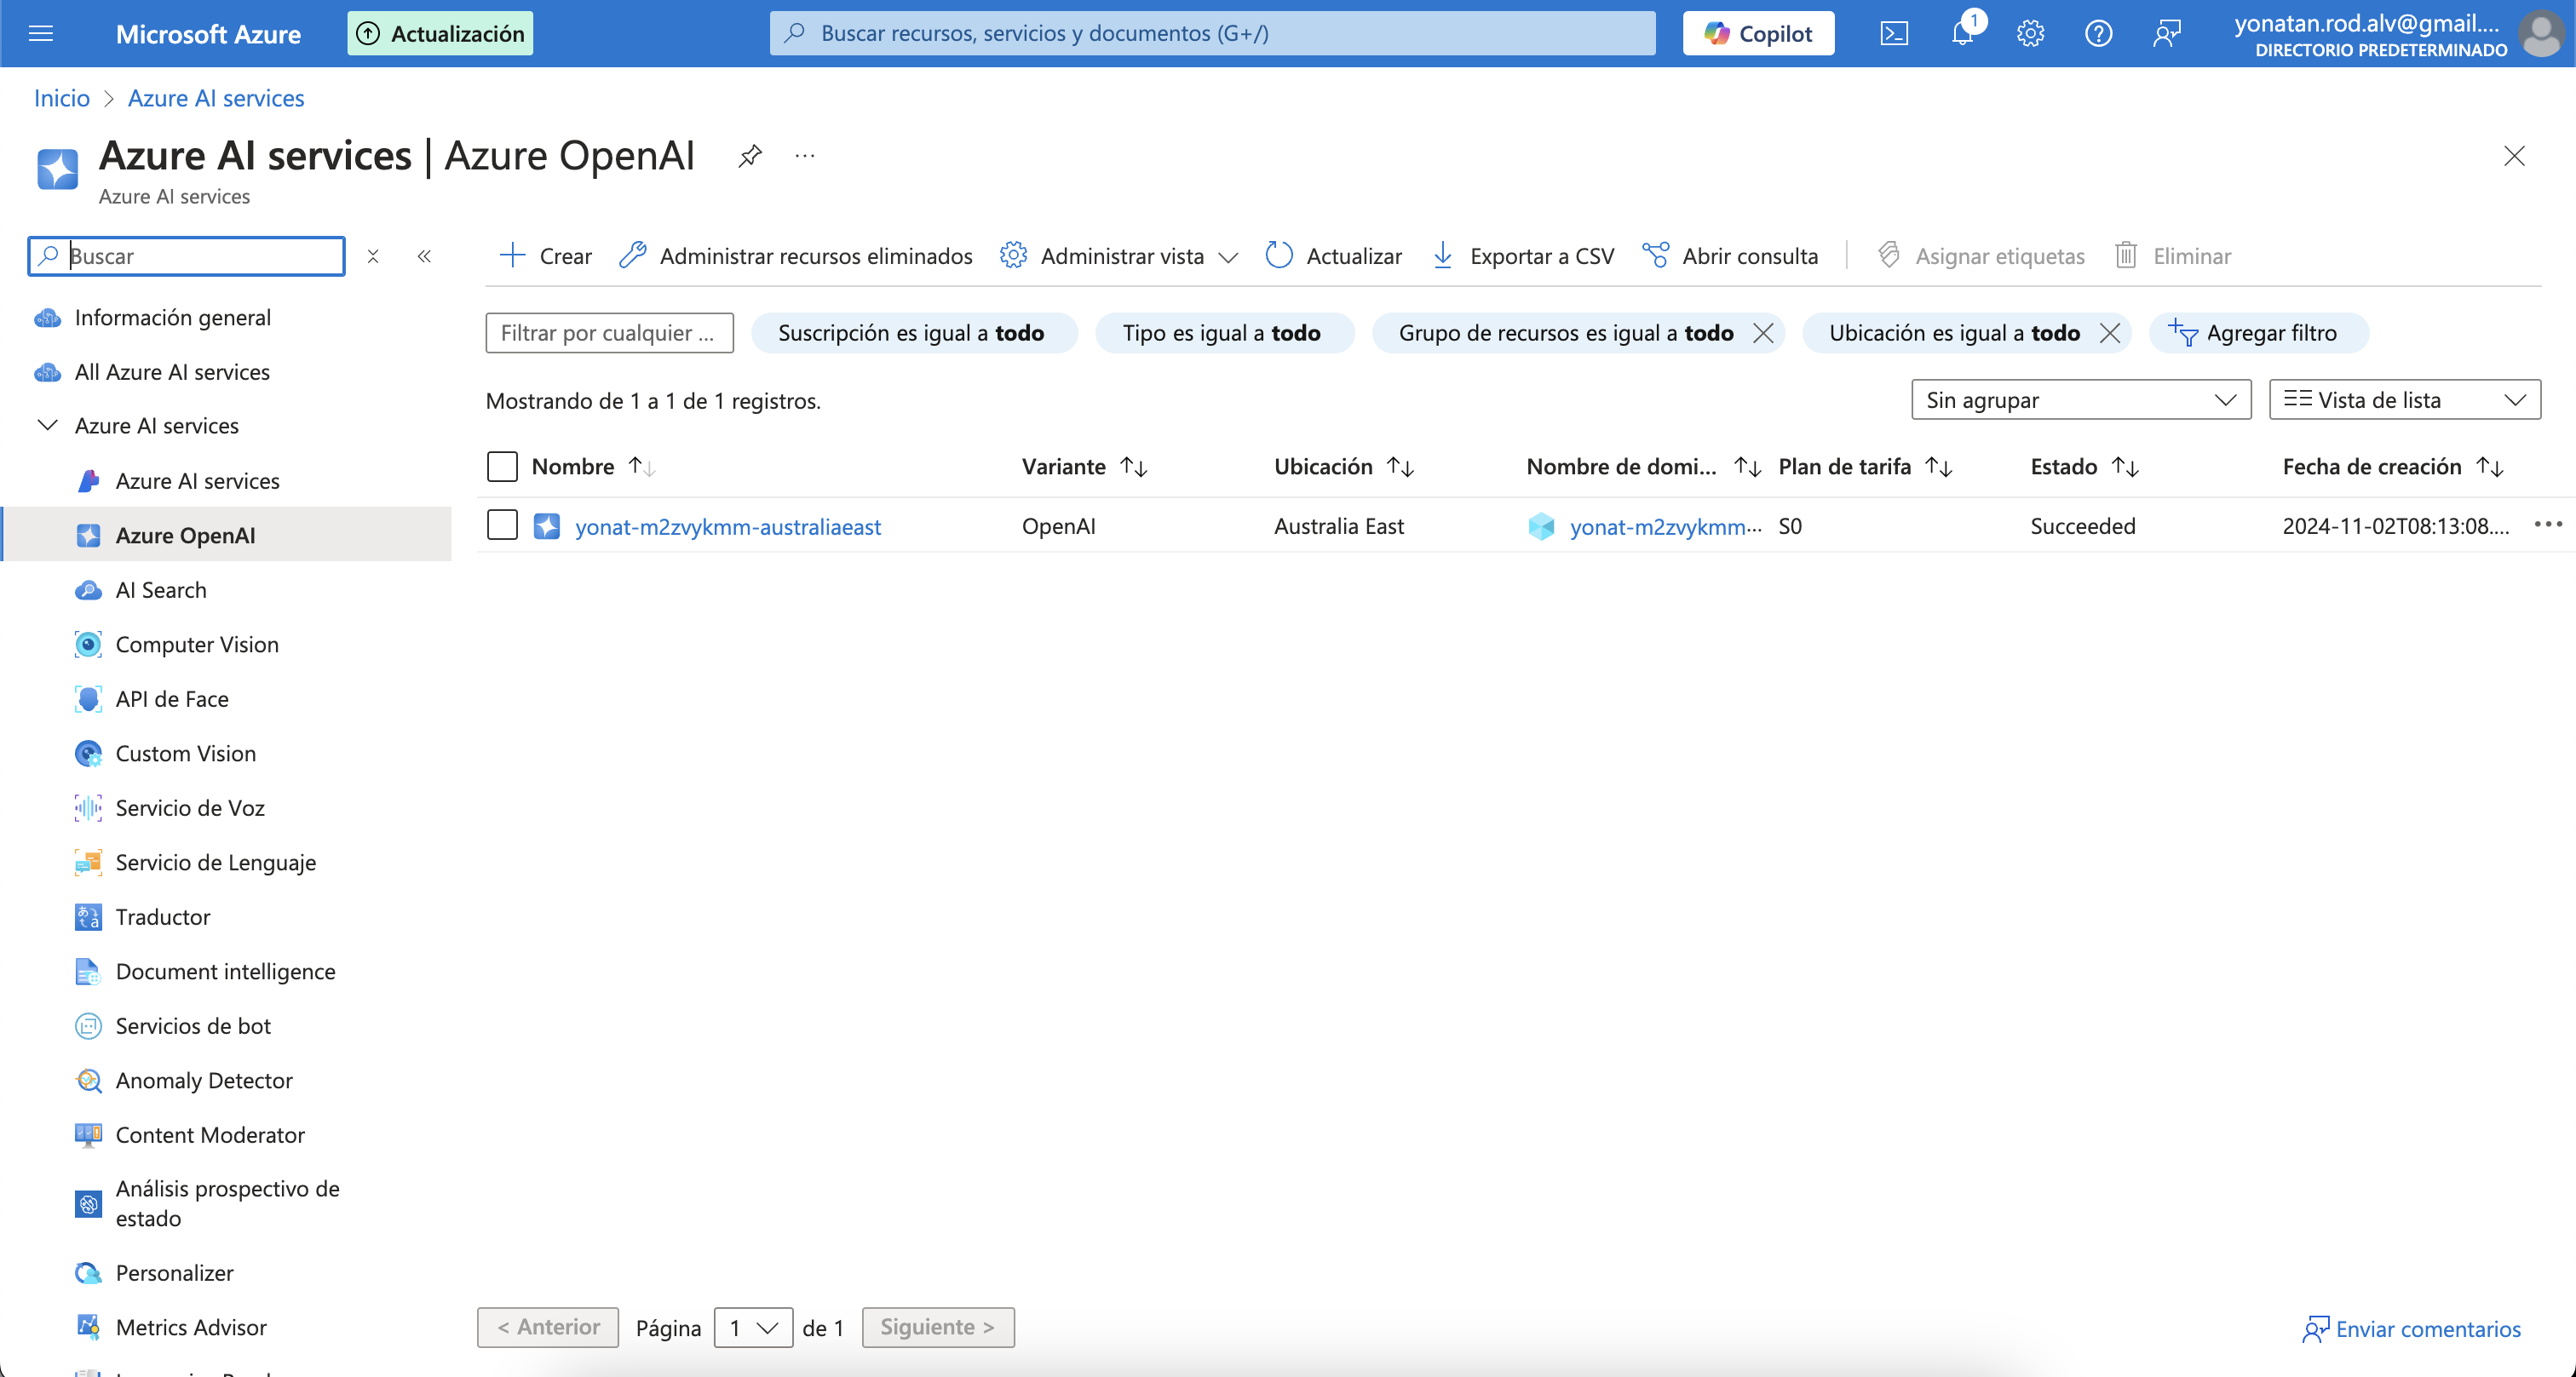 Microsoft Azure
Actualización
Buscar recursos, servicios y documentos (G+/)
Copilot
1
yonatan.rod.alv@gmail....
DIRECTORIO PREDETERMINADO
Inicio > Azure AI services
Azure AI services | Azure OpenAI
...
Azure AI services
Buscar
Crear
Administrar recursos eliminados
Administrar vista
Actualizar
Exportar a CSV
Abrir consulta
Asignar etiquetas
Eliminar
Información general
All Azure AI services
Azure AI services
Azure AI services
Azure OpenAI
AI Search
Computer Vision
API de Face
Custom Vision
Servicio de Voz
Servicio de Lenguaje
Traductor
Document intelligence
Servicios de bot
Anomaly Detector
Content Moderator
Análisis prospectivo de
estado
Personalizer
Metrics Advisor
Filtrar por cualquier ...
Suscripción es igual a todo
Tipo es igual a todo
Grupo de recursos es igual a todo
Ubicación es igual a todo
Agregar filtro
Mostrando de 1 a 1 de 1 registros.
Sin agrupar
Vista de lista
Nombre ↑↓ Variante ↑↓ Ubicación ↑↓ Nombre de domi... ↑↓ Plan de tarifa ↑↓ Estado ↑↓ Fecha de creación ↑↓
yonat-m2zvykmm-australiaeast OpenAI Australia East yonat-m2zvykmm... S0 Succeeded 2024-11-02T08:13:08.... •••
< Anterior Página 1 de 1 Siguiente >
Enviar comentarios